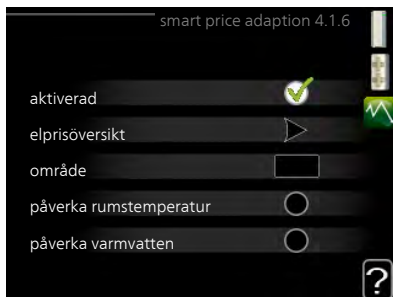 smart price adaption 4.1.6
aktiverad
elprisöversikt
område
påverka rumstemperatur
påverka varmvatten
?